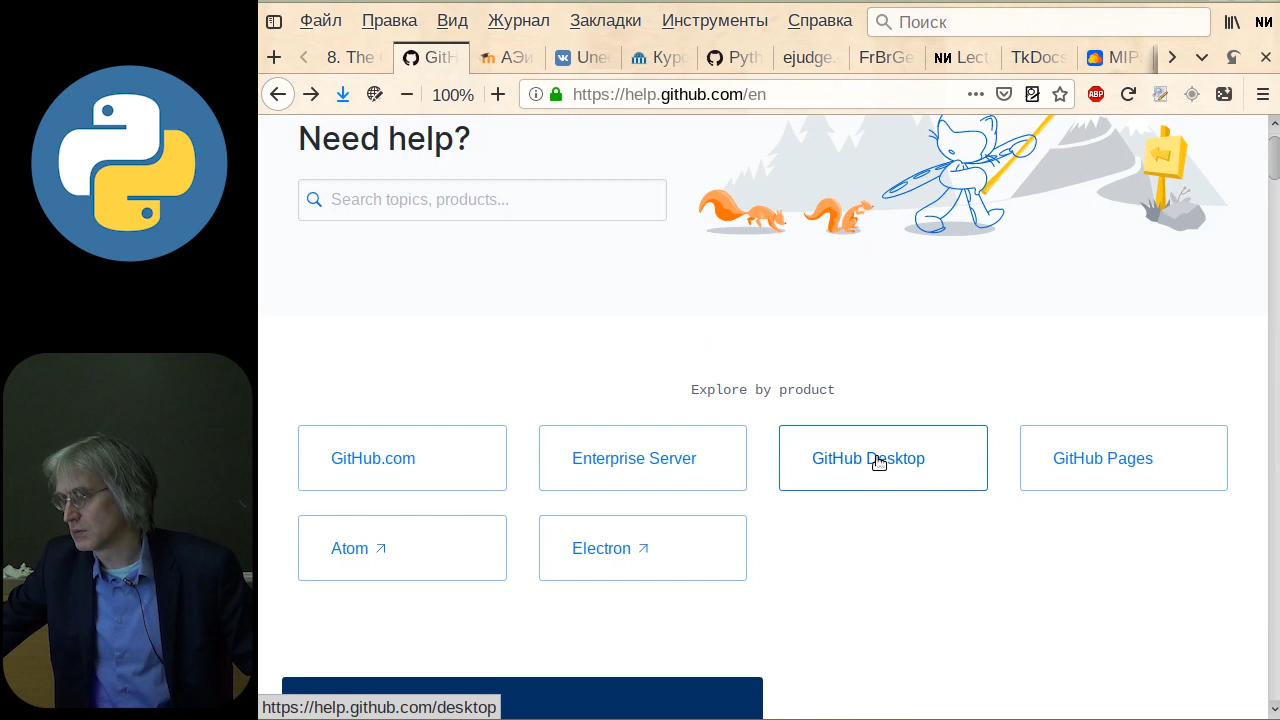 Файл Правка Вид Журнал Закладки Инструменты Справка Поиск
8. The GitH АЭи Une Кур Pyth ejudge. FrBrGe Lect TkDocs MIP
100% https://help.github.com/en ABP
Need help?
Search topics, products...
Explore by product
GitHub.com Enterprise Server GitHub Desktop GitHub Pages
Atom Electron
https://help.github.com/desktop